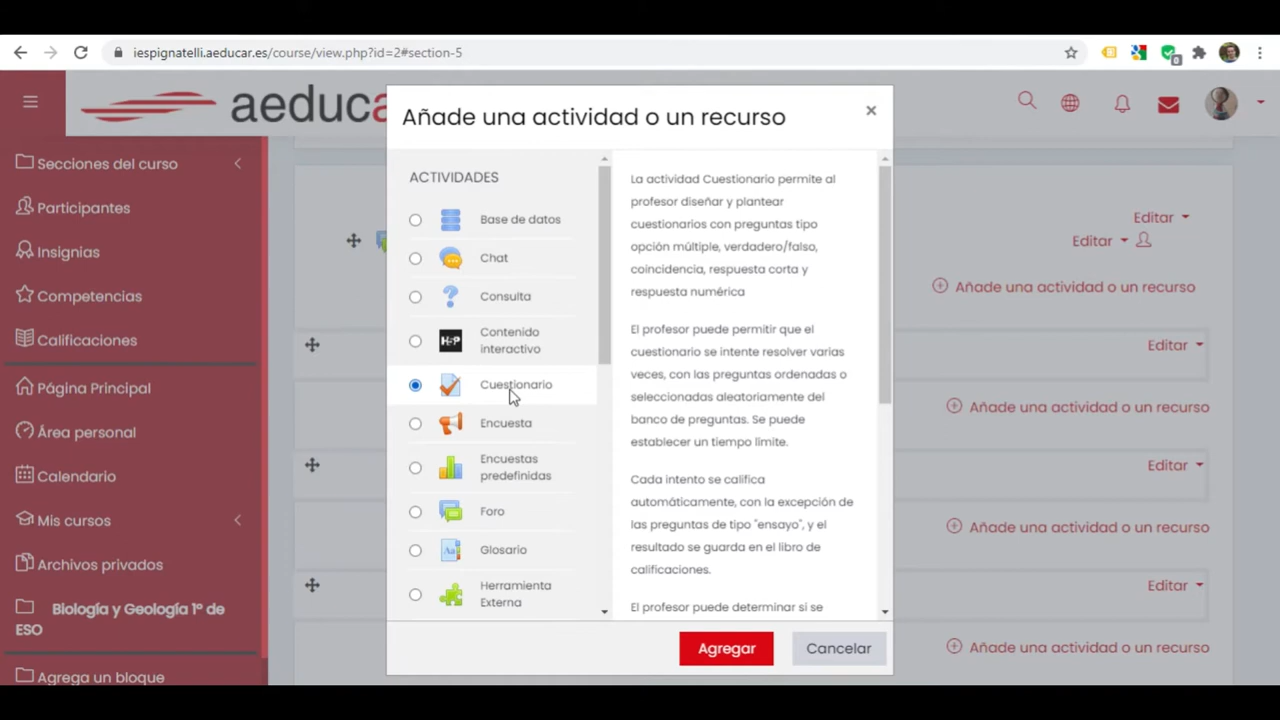 iespignatelli.aeducar.es/course/view.php?id=2#section-5
0
aeduca
Secciones del curso
Participantes
Insignias
Competencias
Calificaciones
Página Principal
Área personal
Calendario
Mis cursos
Archivos privados
Biología y Geología 1º de
ESO
Agrega un bloque
Añade una actividad o un recurso
ACTIVIDADES
Base de datos
Chat
Consulta
H5P
Contenido
interactivo
Cuestionario
Encuesta
Encuestas
predefinidas
Foro
Aa
Glosario
Herramienta
Externa
La actividad Cuestionario permite al
profesor diseñar y plantear
cuestionarios con preguntas tipo
opción múltiple, verdadero/falso,
coincidencia, respuesta corta y
respuesta numérica
El profesor puede permitir que el
cuestionario se intente resolver varias
veces, con las preguntas ordenadas o
seleccionadas aleatoriamente del
banco de preguntas. Se puede
establecer un tiempo límite.
Cada intento se califica
automáticamente, con la excepción de
las preguntas de tipo "ensayo", y el
resultado se guarda en el libro de
calificaciones.
El profesor puede determinar si se
Agregar
Cancelar
Editar
Editar
Añade una actividad o un recurso
Editar
Añade una actividad o un recurso
Editar
Añade una actividad o un recurso
Editar
Añade una actividad o un recurso